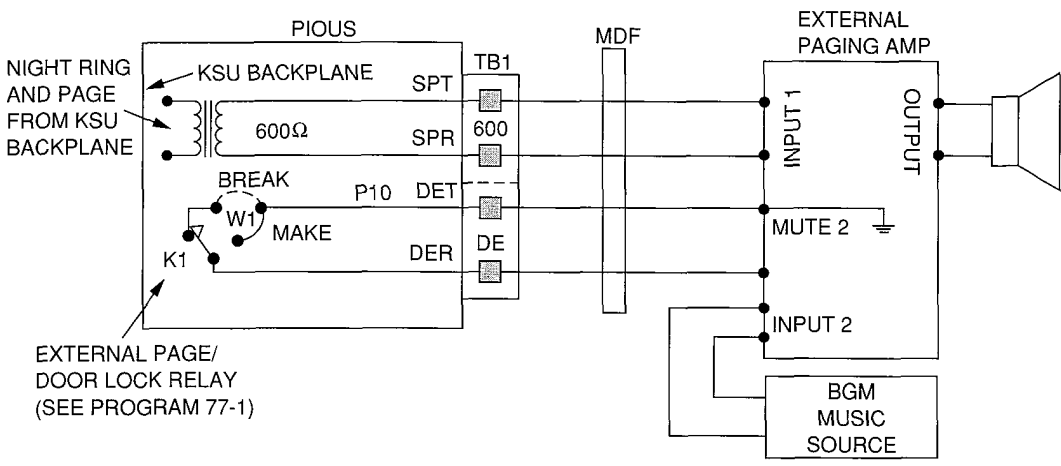 PIOUS
MDF
EXTERNAL
PAGING AMP
NIGHT RING
AND PAGE
FROM KSU
BACKPLANE
KSU BACKPLANE
TB1
SPT
600Ω
SPR
600
INPUT 1
OUTPUT
BREAK
W1
MAKE
P10
DET
K1
DER
DE
MUTE 2
INPUT 2
EXTERNAL PAGE/
DOOR LOCK RELAY
(SEE PROGRAM 77-1)
BGM
MUSIC
SOURCE